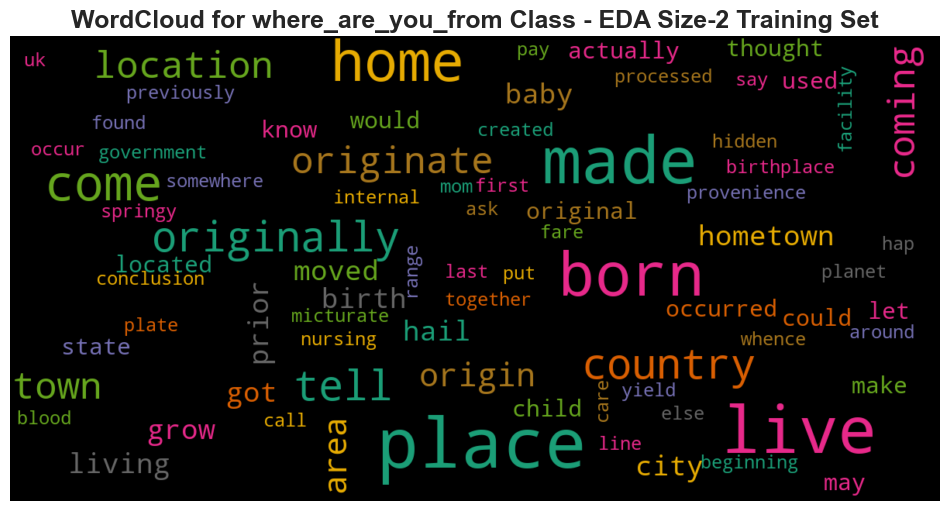 WordCloud for where_are_you_from Class - EDA Size-2 Training Set
uk
location
home
pay
actually
thought
coming
previously
baby
processed
say
used
facility
found
know
would
created
hidden
occur
government
originate
made
birthplace
come
somewhere
internal
mom
first
provenience
springy
ask
original
originally
fare
hometown
hap
located
conclusion
moved
range
last
put
born
planet
prior
birth
together
occurred
could
let
plate
micturate
hail
whence
around
state
nursing
country
town
got
tell
origin
care
yield
make
blood
grow
call
child
else
living
area
place
line
live
city
beginning
may